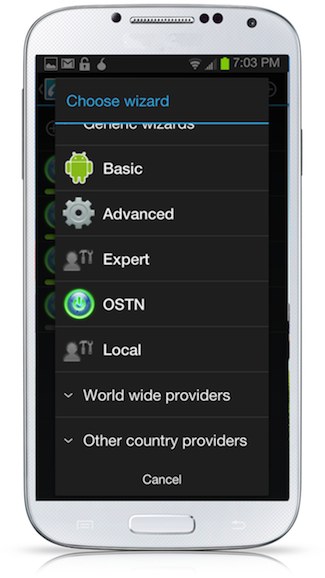 7:03 PM
Choose wizard
Generic wizards
Basic
Advanced
Expert
OSTN
Local
World wide providers
Other country providers
Cancel